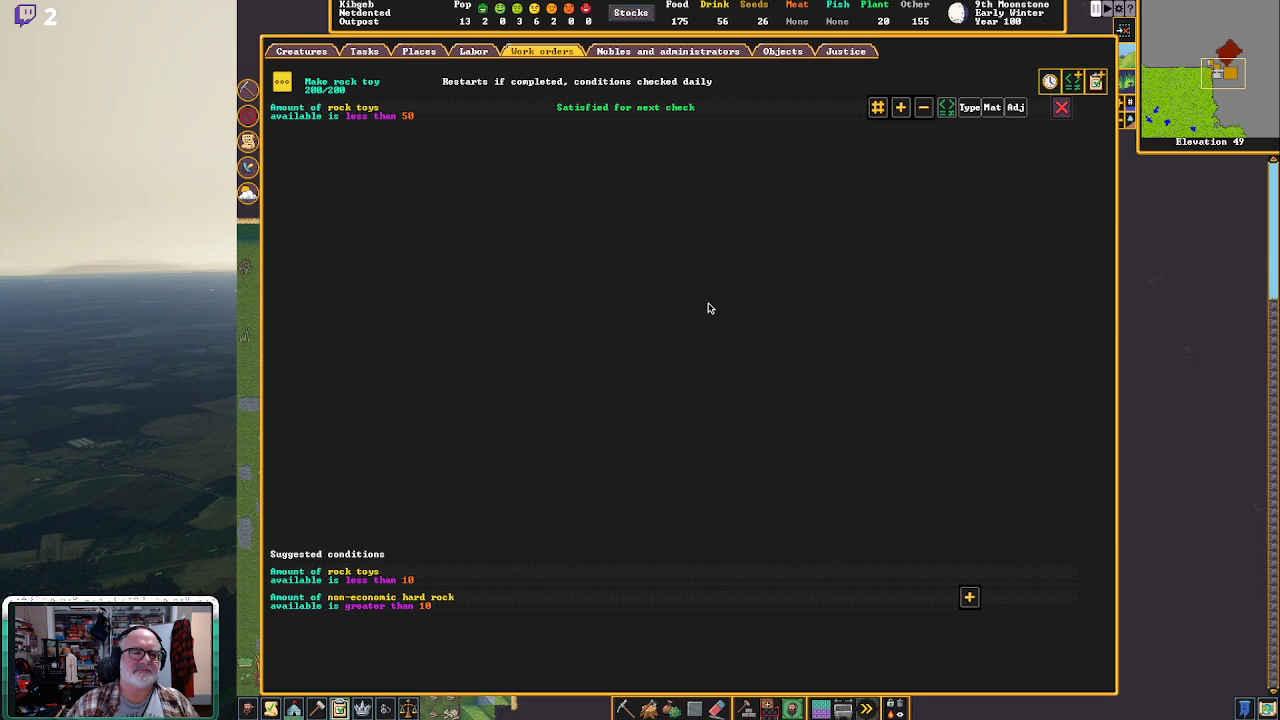 2
Kibgeb
Netdented
Outpost
Pop
13 2 0 3 6 2 0 0
Stocks
Food Drink Seeds Meat Fish Plant Other
175 56 26 None None 20 155
9th Moonstone
Early Winter
Year 100
Creatures Tasks Places Labor Work orders Nobles and administrators Objects Justice
Make rock toy
200/200
Restarts if completed, conditions checked daily
Amount of rock toys
available is less than 50
Satisfied for next check
Type Mat Adj
Elevation 49
Suggested conditions
Amount of rock toys
available is less than 10
Amount of non-economic hard rock
available is greater than 10